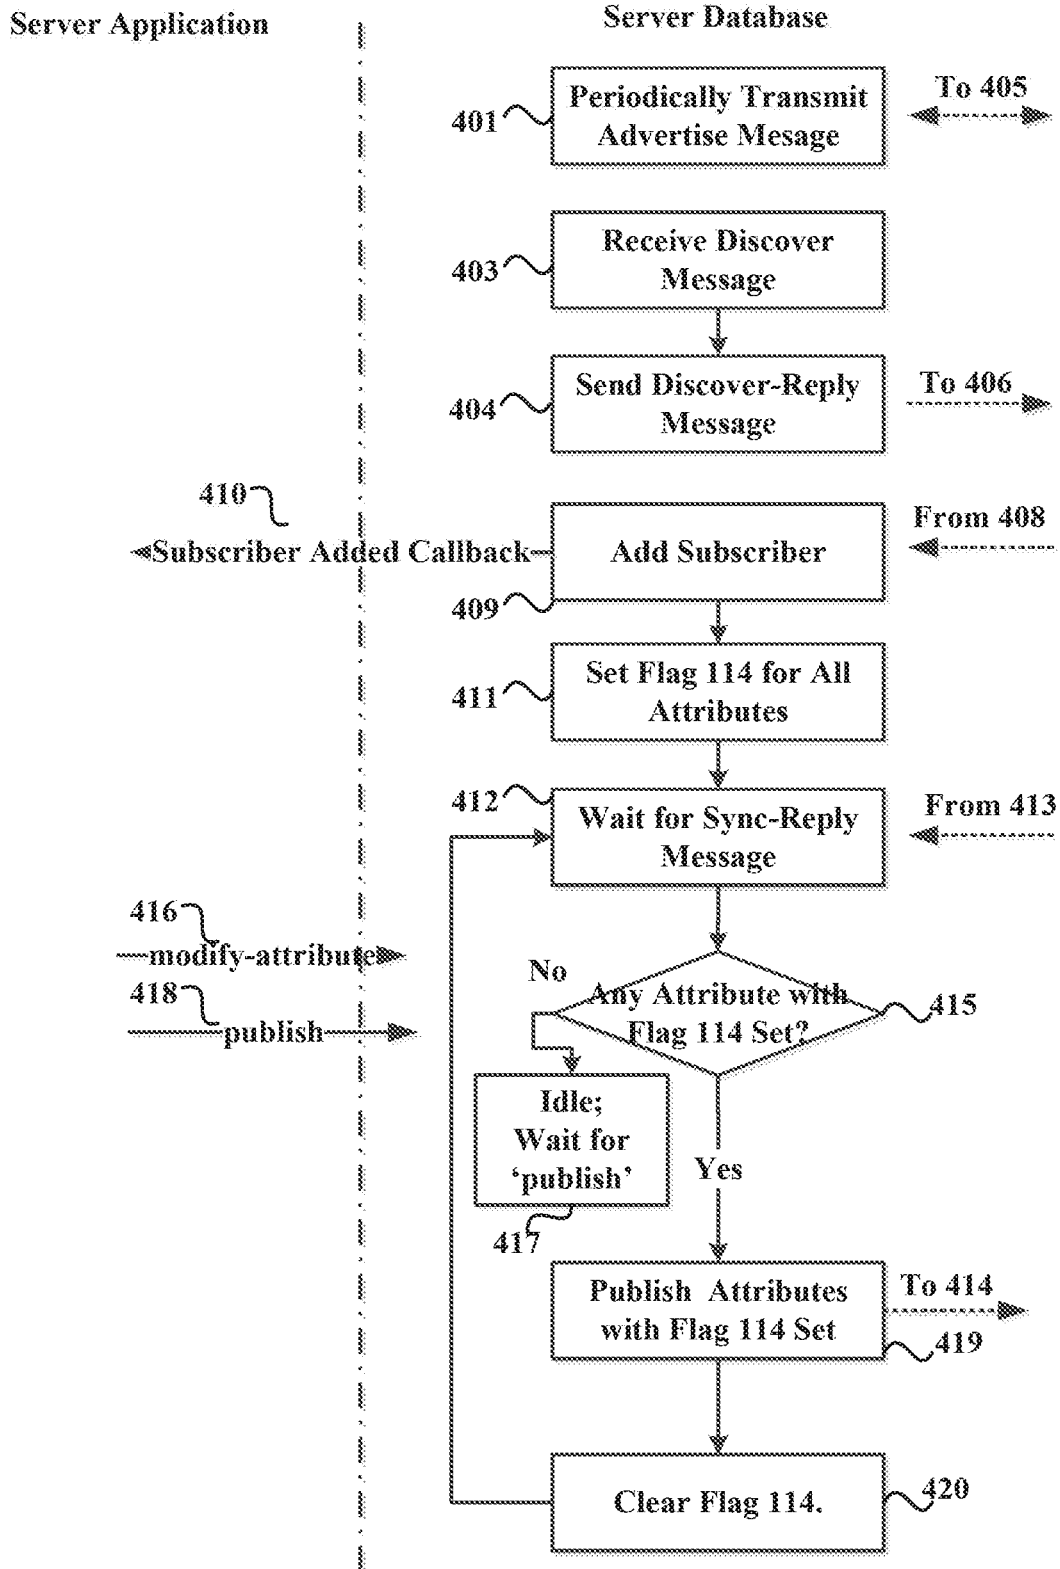 Server Application
Server Database
Periodically Transmit
Advertise Mesage
401
To 405
Receive Discover
Message
403
Send Discover-Reply
Message
404
To 406
410
Subscriber Added Callback
Add Subscriber
From 408
409
Set Flag 114 for All
Attributes
411
412
Wait for Sync-Reply
Message
From 413
416
modify-attribute
418
publish
No
Any Attribute with
Flag 114 Set?
415
Idle;
Wait for
‘publish’
417
Yes
Publish Attributes
with Flag 114 Set
To 414
419
Clear Flag 114.
420